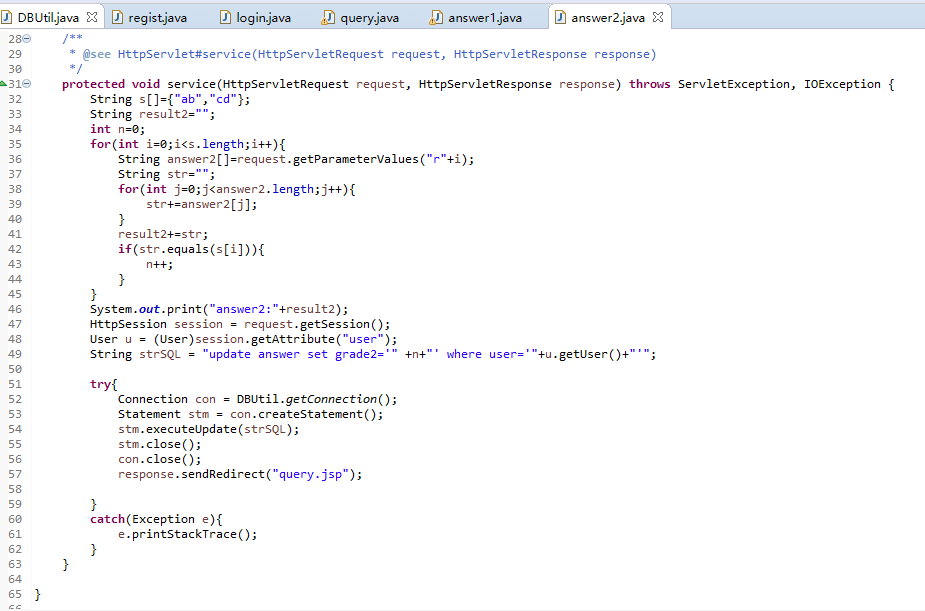 DBUtil.java regist.java login.java query.java answer1.java answer2.java
28 /**
29 * @see HttpServlet#service(HttpServletRequest request, HttpServletResponse response)
30 */
31 protected void service(HttpServletRequest request, HttpServletResponse response) throws ServletException, IOException {
32 String s[]={"ab","cd"};
33 String result2="";
34 int n=0;
35 for(int i=0;i<s.length;i++){
36 String answer2[]=request.getParameterValues("r"+i);
37 String str="";
38 for(int j=0;j<answer2.length;j++){
39 str+=answer2[j];
40 }
41 result2+=str;
42 if(str.equals(s[i])){
43 n++;
44 }
45 }
46 System.out.print("answer2:"+result2);
47 HttpSession session = request.getSession();
48 User u = (User)session.getAttribute("user");
49 String strSQL = "update answer set grade2='" +n+"' where user='"+u.getUser()+"'";
50
51 try{
52 Connection con = DBUtil.getConnection();
53 Statement stm = con.createStatement();
54 stm.executeUpdate(strSQL);
55 stm.close();
56 con.close();
57 response.sendRedirect("query.jsp");
58
59 }
60 catch(Exception e){
61 e.printStackTrace();
62 }
63 }
64
65 }
66